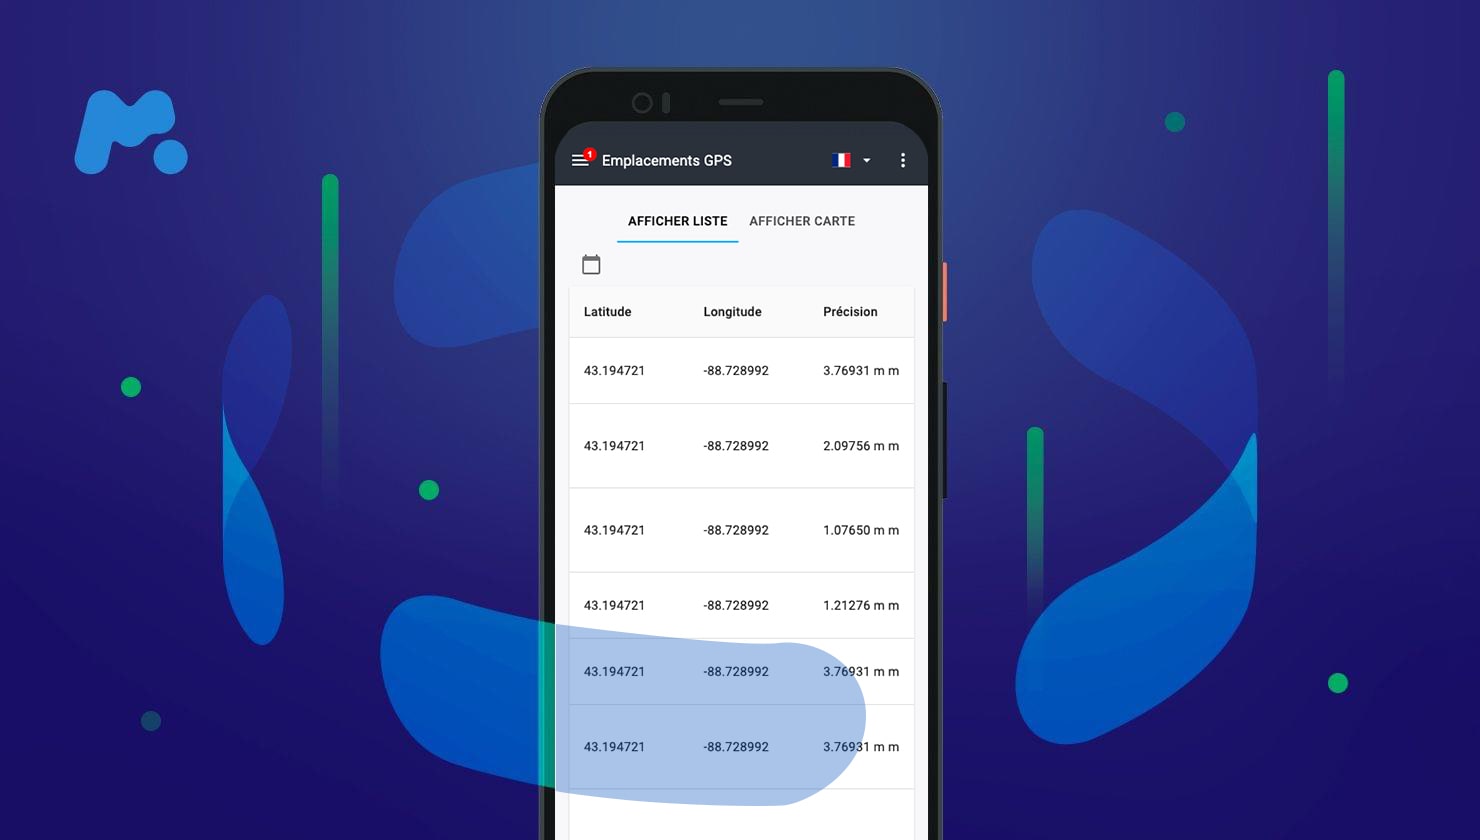 1
Emplacements GPS
AFFICHER LISTE AFFICHER CARTE
Latitude Longitude Précision
43.194721 -88.728992 3.76931 m m
43.194721 -88.728992 2.09756 m m
43.194721 -88.728992 1.07650 m m
43.194721 -88.728992 1.21276 m m
43.194721 -88.728992 3.76931 m m
43.194721 -88.728992 3.76931 m m